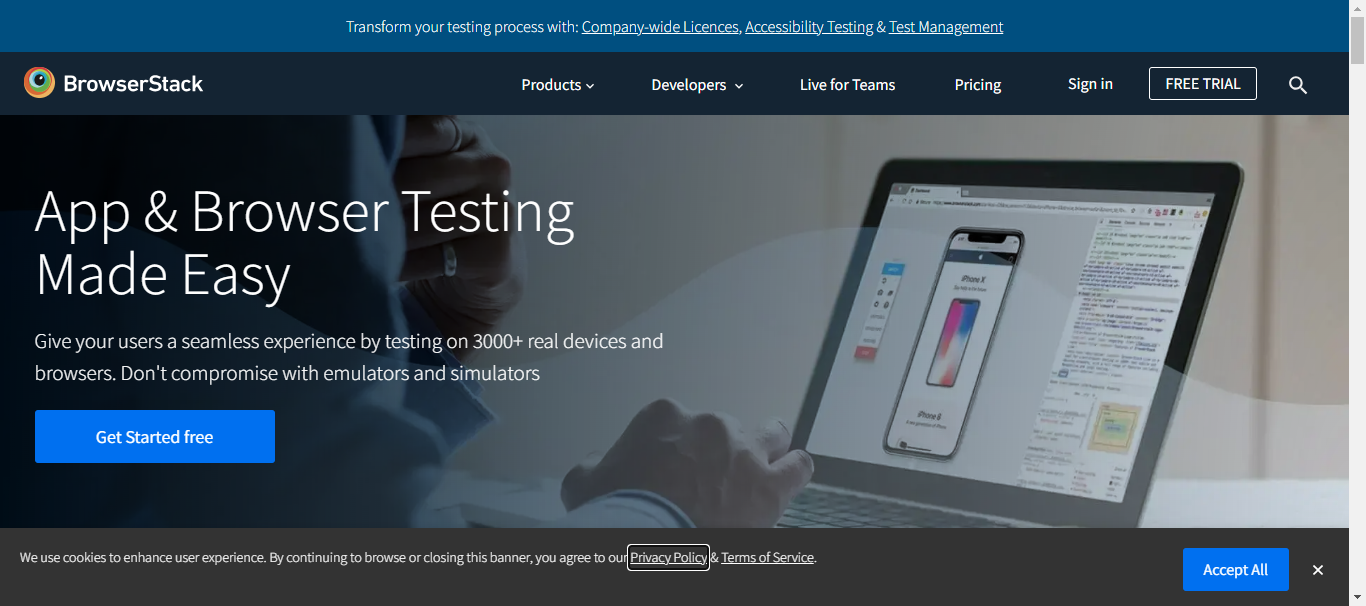 Transform your testing process with: Company-wide Licences, Accessibility Testing & Test Management
BrowserStack Products Developers Live for Teams Pricing Sign in FREE TRIAL
App & Browser Testing
Made Easy
Give your users a seamless experience by testing on 3000+ real devices and
browsers. Don't compromise with emulators and simulators
Get Started free
iPhone X
iPhone 8
We use cookies to enhance user experience. By continuing to browse or closing this banner, you agree to our Privacy Policy & Terms of Service.
Accept All